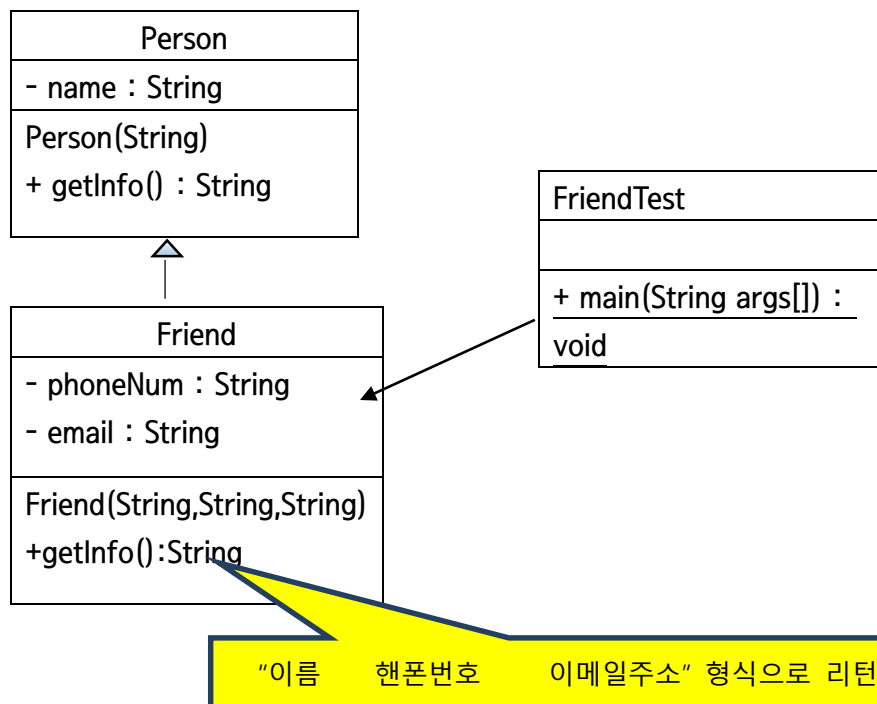 Person
- name : String
Person(String)
+ getInfo() : String
FriendTest
+ main(String args[]) :
void
Friend
- phoneNum : String
- email : String
Friend(String,String,String)
+getInfo():String
"이름 핸폰번호 이메일주소" 형식으로 리턴